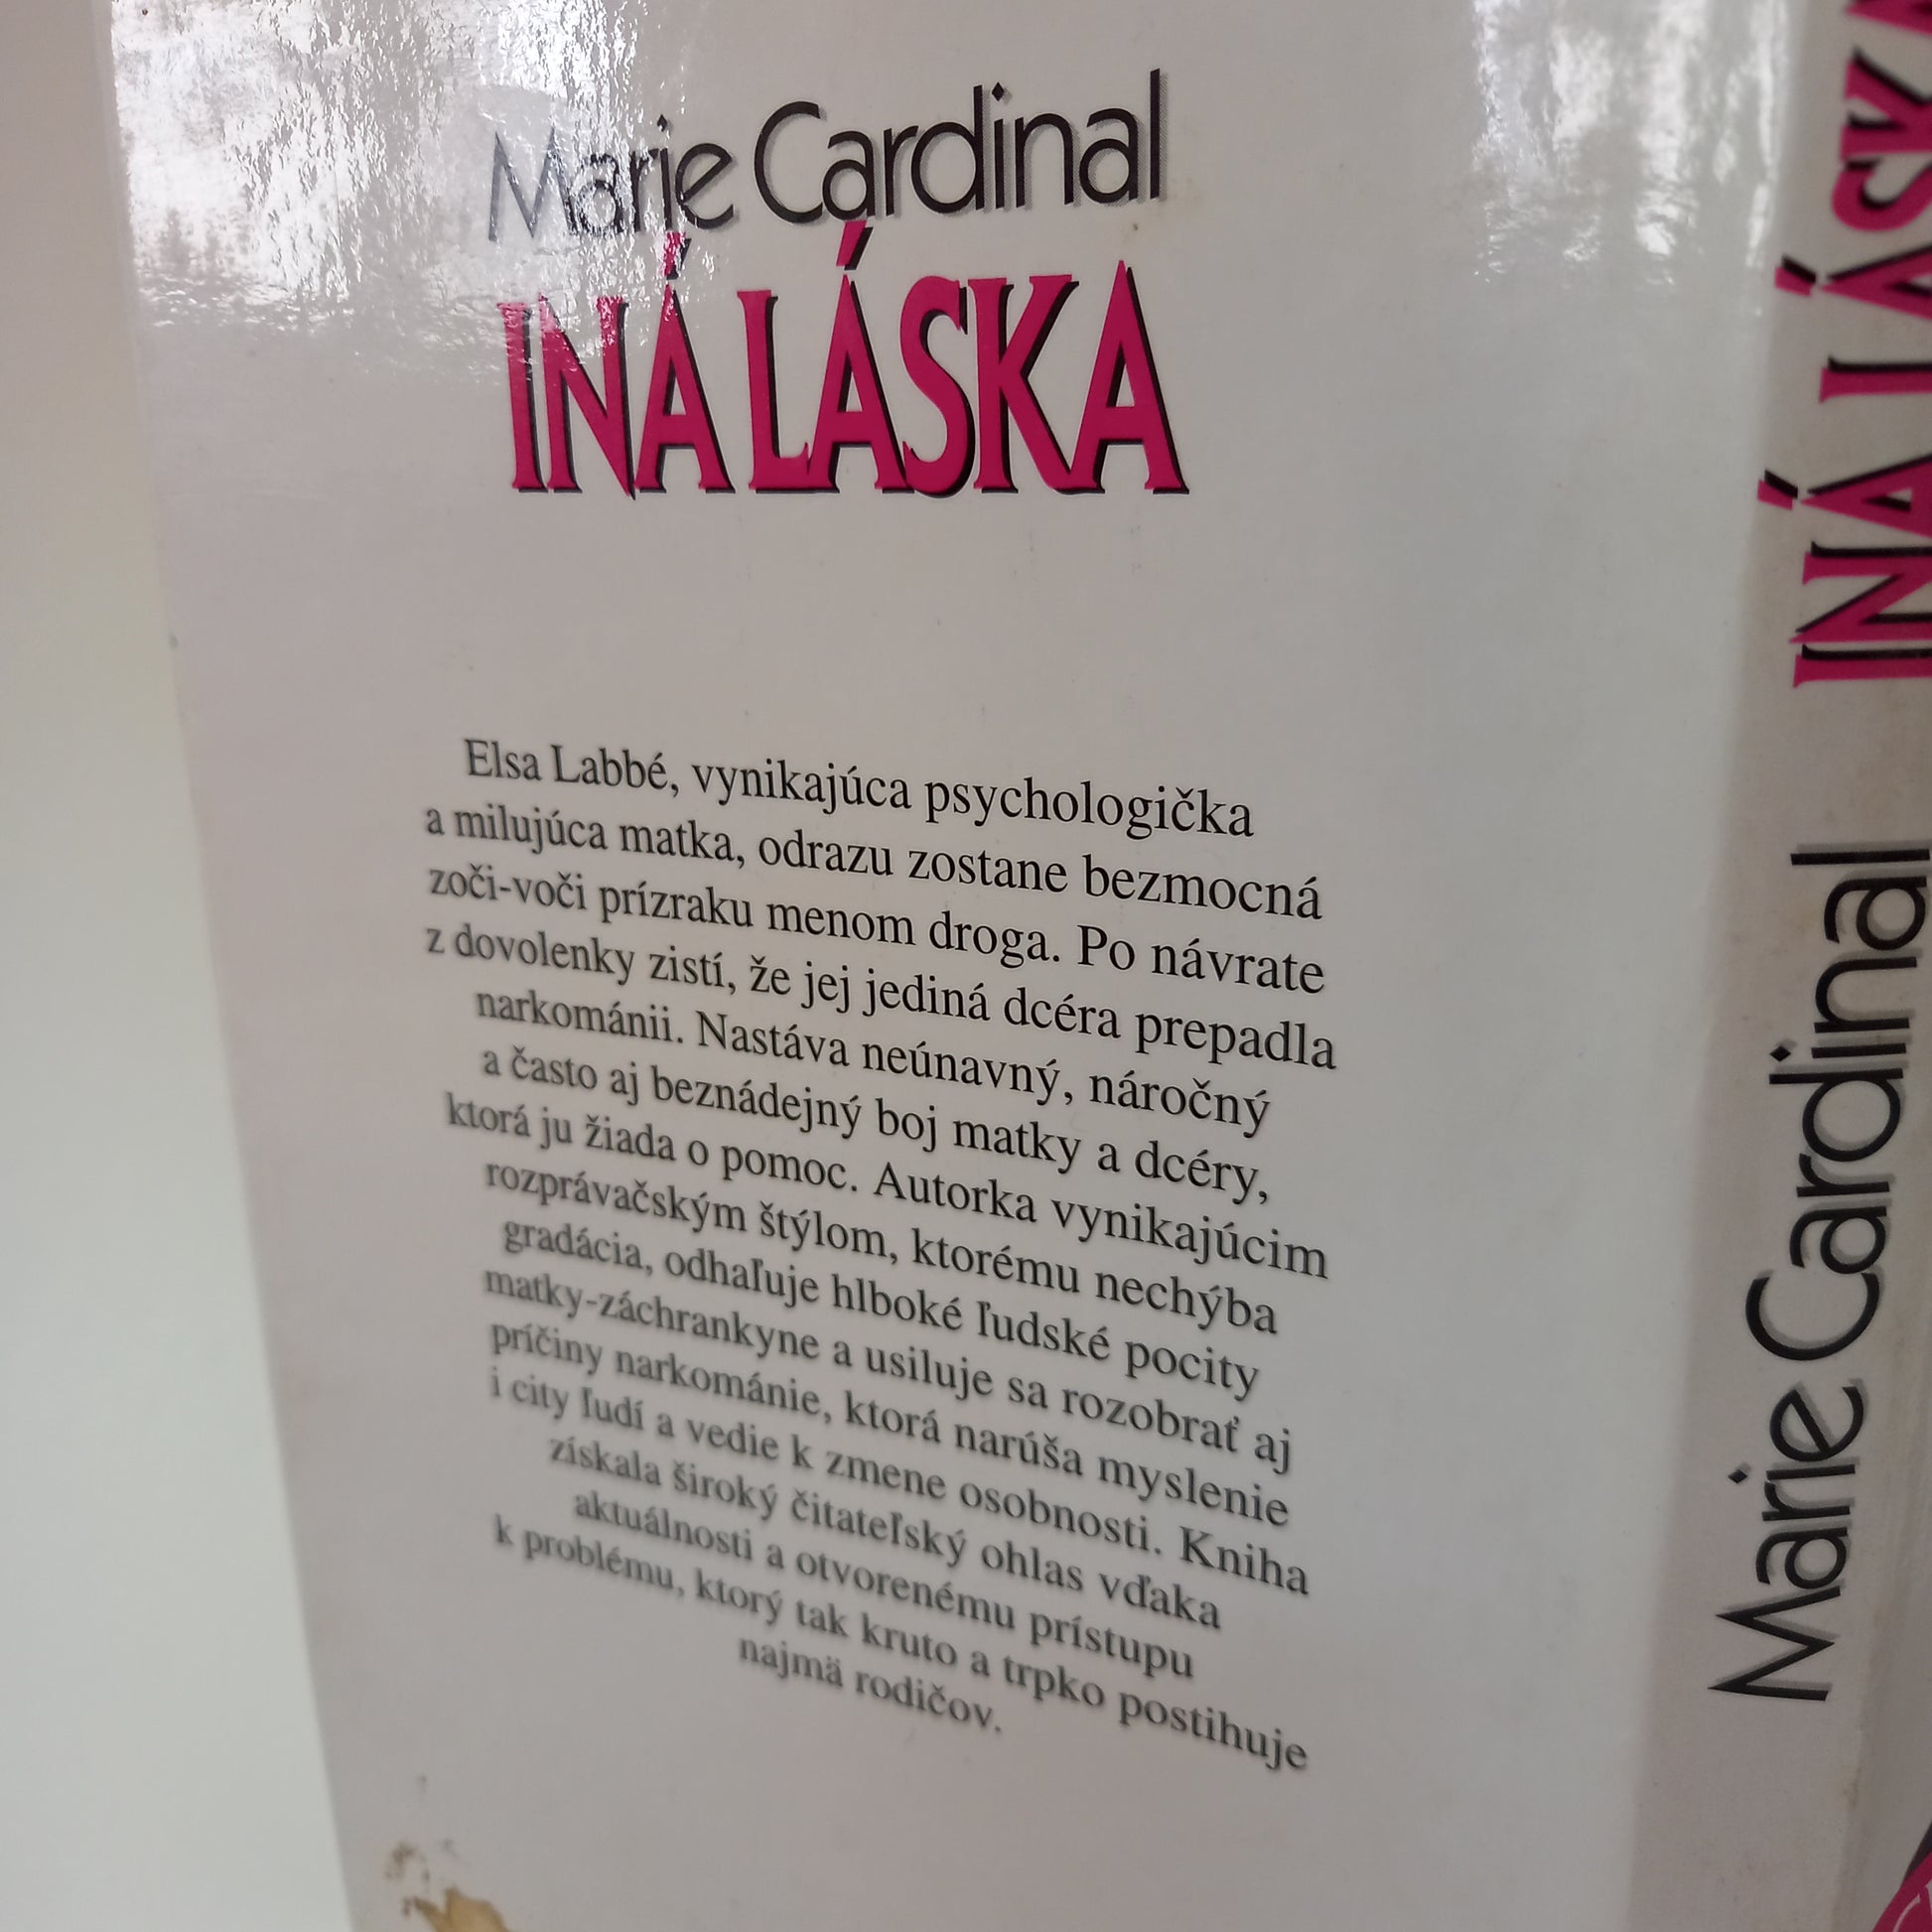 Marie Cardinal
INÁ LÁSKA
Elsa Labbé, vynikajúca psychologička
a milujúca matka, odrazu zostane bezmocná
zoči-voči prízraku menom droga. Po návrate
z dovolenky zistí, že jej jediná dcéra prepadla
narkománii. Nastáva neúnavný, náročný
a často aj beznádejný boj matky a dcéry,
ktorá ju žiada o pomoc. Autorka vynikajúcim
rozprávačským štýlom, ktorému nechýba
gradácia, odhaľuje hlboké ľudské pocity
matky-záchrankyne a usiluje sa rozobrať aj
príčiny narkománie, ktorá narúša myslenie
i city ľudí a vedie k zmene osobnosti. Kniha
získala široký čitateľský ohlas vďaka
aktuálnosti a otvorenému prístupu
k problému, ktorý tak kruto a trpko postihuje
najmä rodičov.
Marie Cardinal INÁ LÁSKA